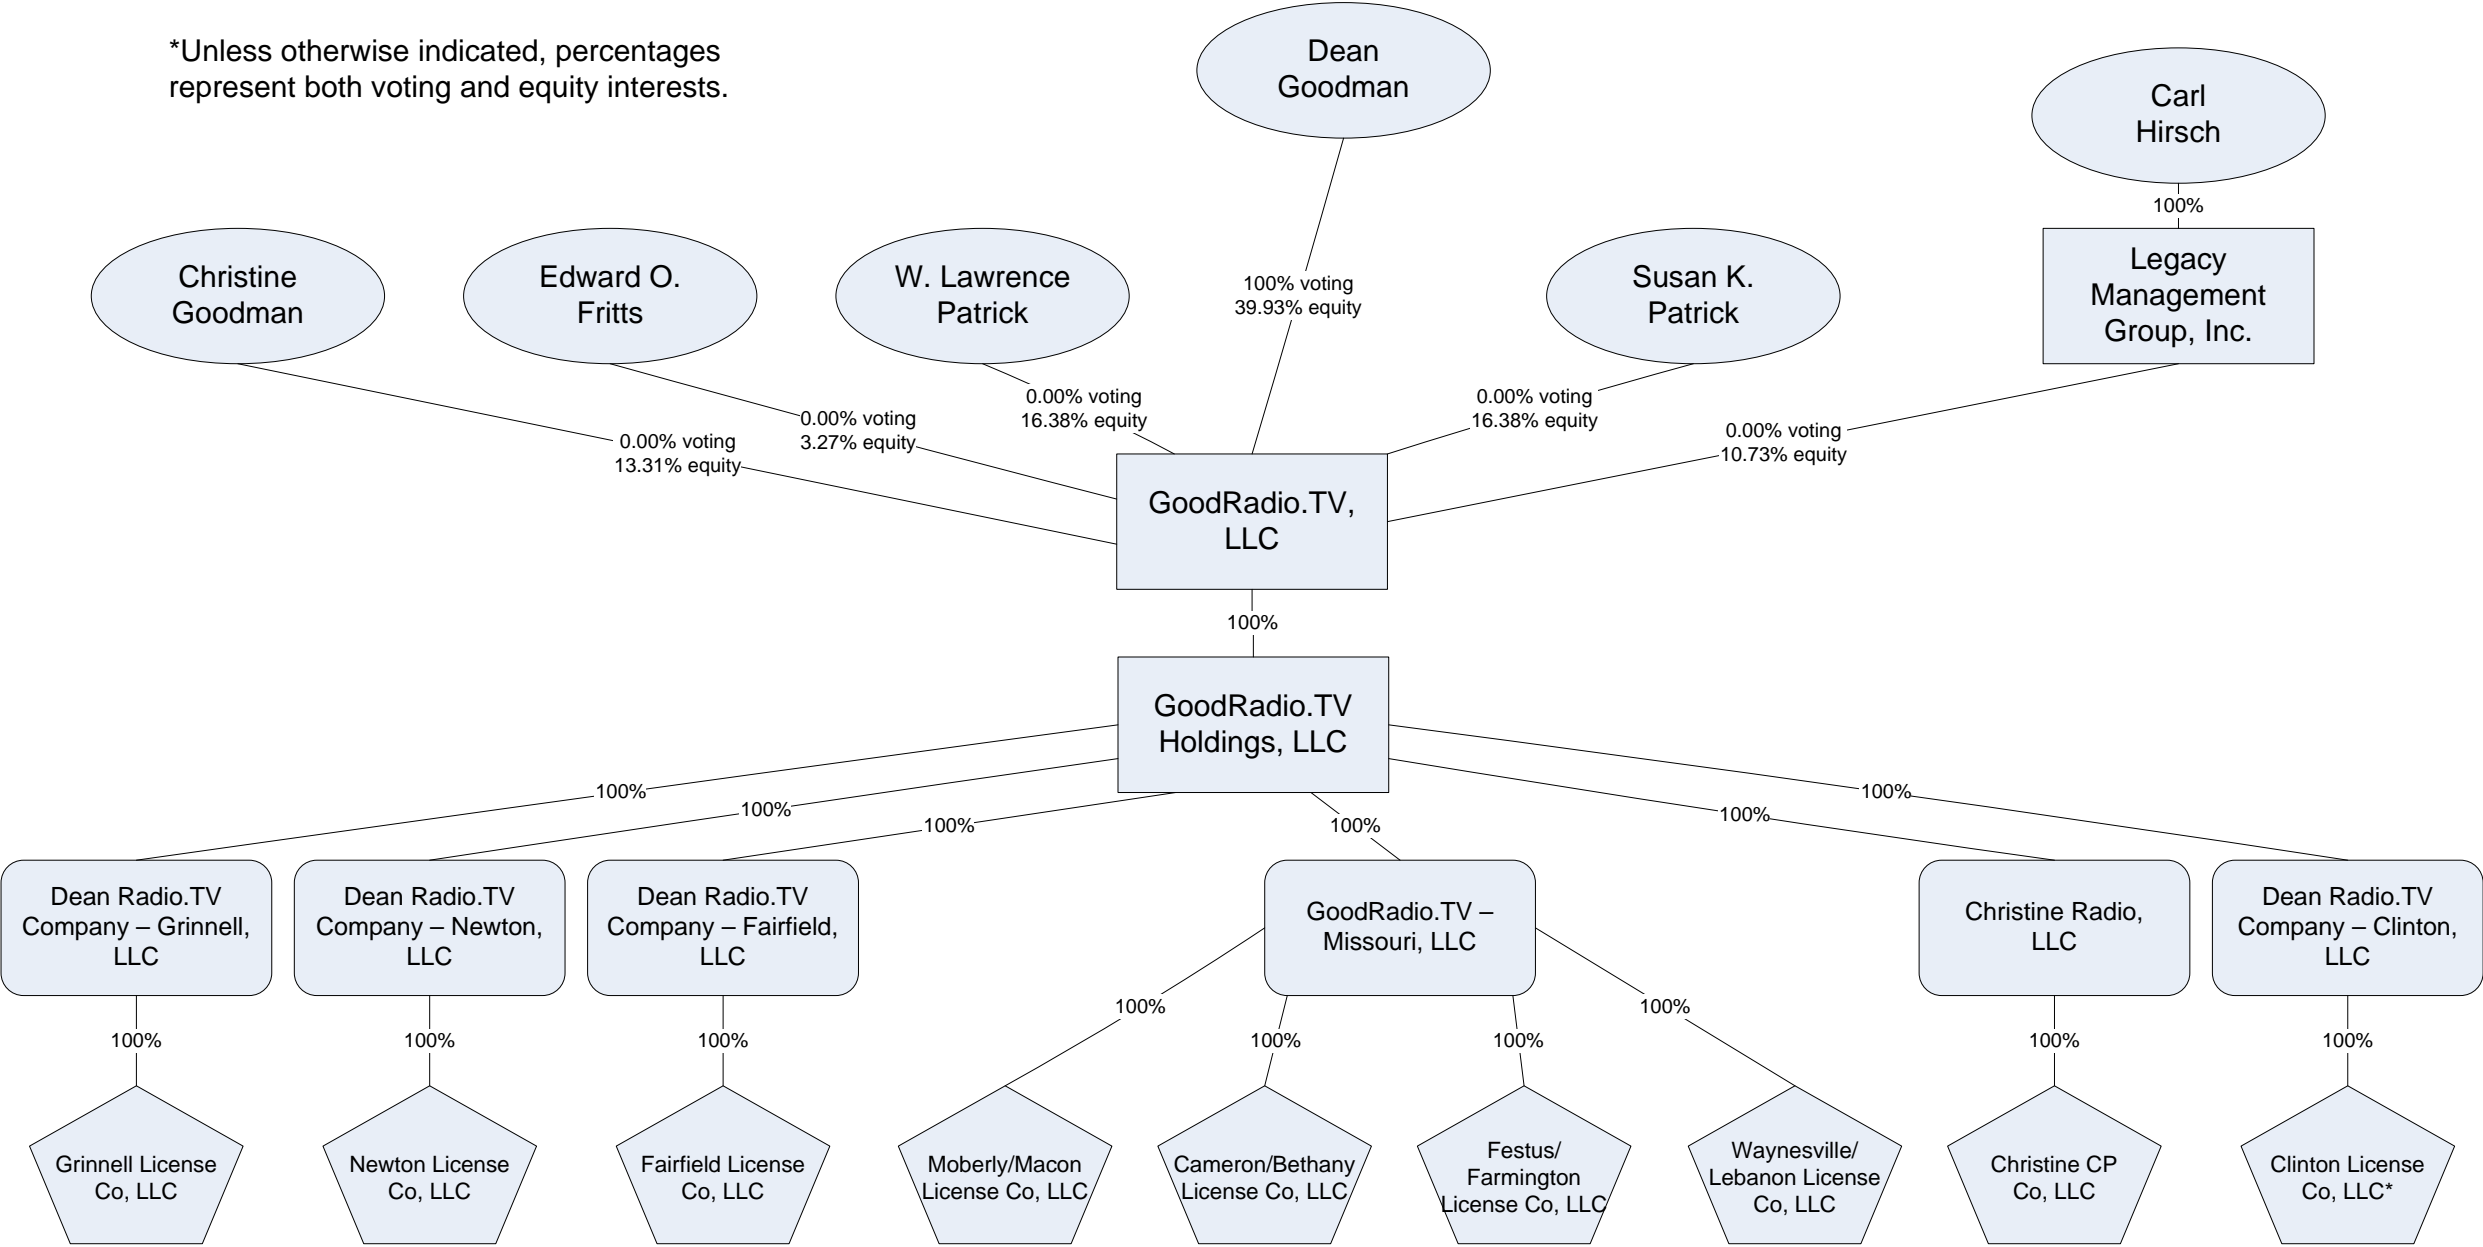 *Unless otherwise indicated, percentages
represent both voting and equity interests.
Dean
Goodman
Carl
Hirsch
100%
Christine
Goodman
Edward O.
Fritts
W. Lawrence
Patrick
100% voting
39.93% equity
Susan K.
Patrick
Legacy
Management
Group, Inc.
0.00% voting
13.31% equity
0.00% voting
3.27% equity
0.00% voting
16.38% equity
0.00% voting
16.38% equity
0.00% voting
10.73% equity
GoodRadio.TV,
LLC
100%
GoodRadio.TV
Holdings, LLC
100%
100%
100%
100%
100%
100%
Dean Radio.TV
Company – Grinnell,
LLC
Dean Radio.TV
Company – Newton,
LLC
Dean Radio.TV
Company – Fairfield,
LLC
GoodRadio.TV –
Missouri, LLC
Christine Radio,
LLC
Dean Radio.TV
Company – Clinton,
LLC
100%
100%
100%
100%
100%
100%
100%
100%
100%
Grinnell License
Co, LLC
Newton License
Co, LLC
Fairfield License
Co, LLC
Moberly/Macon
License Co, LLC
Cameron/Bethany
License Co, LLC
Festus/
Farmington
License Co, LLC
Waynesville/
Lebanon License
Co, LLC
Christine CP
Co, LLC
Clinton License
Co, LLC*